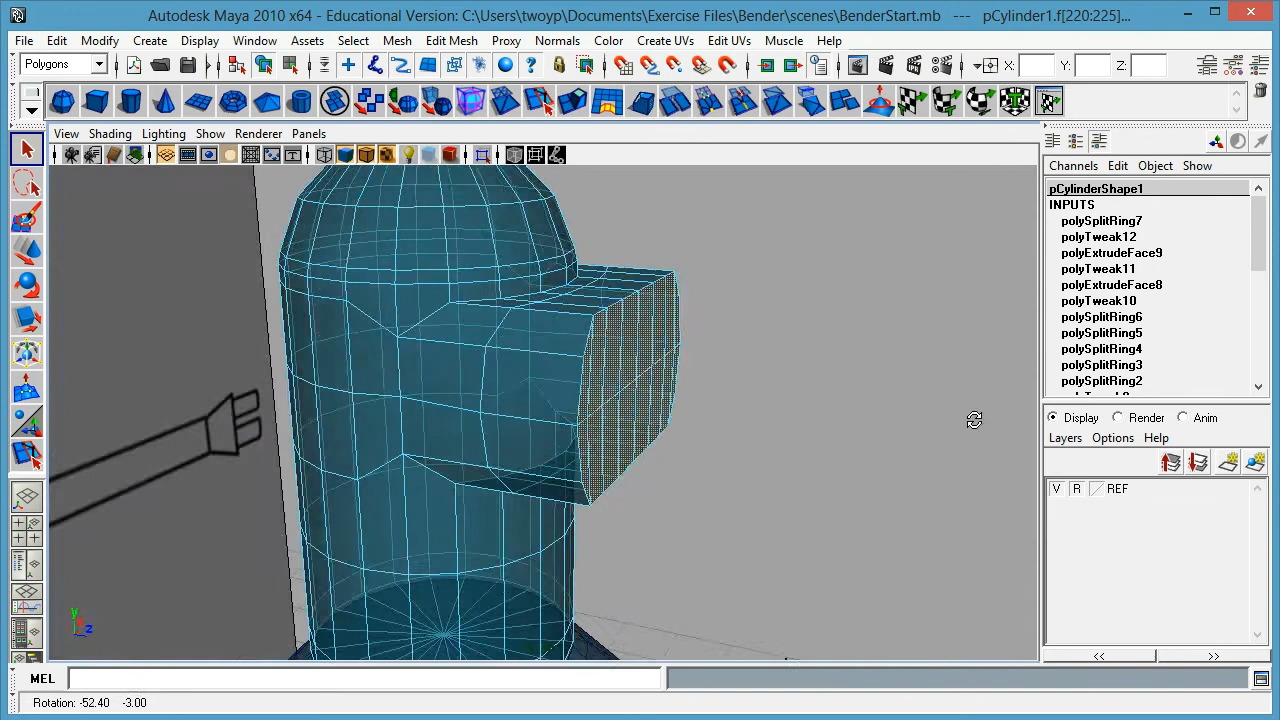 Autodesk Maya 2010 x64 - Educational Version: C:\Users\twoyp\Documents\Exercise Files\Bender\scenes\BenderStart.mb --- pCylinder1.f[220:225]...
File Edit Modify Create Display Window Assets Select Mesh Edit Mesh Proxy Normals Color Create UVs Edit UVs Muscle Help
Polygons X: Y: Z:
View Shading Lighting Show Renderer Panels
Channels Edit Object Show
pCylinderShape1
INPUTS
polySplitRing7
polyTweak12
polyExtrudeFace9
polyTweak11
polyExtrudeFace8
polyTweak10
polySplitRing6
polySplitRing5
polySplitRing4
polySplitRing3
polySplitRing2
Display Render Anim
Layers Options Help
V R REF
y
z
<< >>
MEL
Rotation: -52.40 -3.00